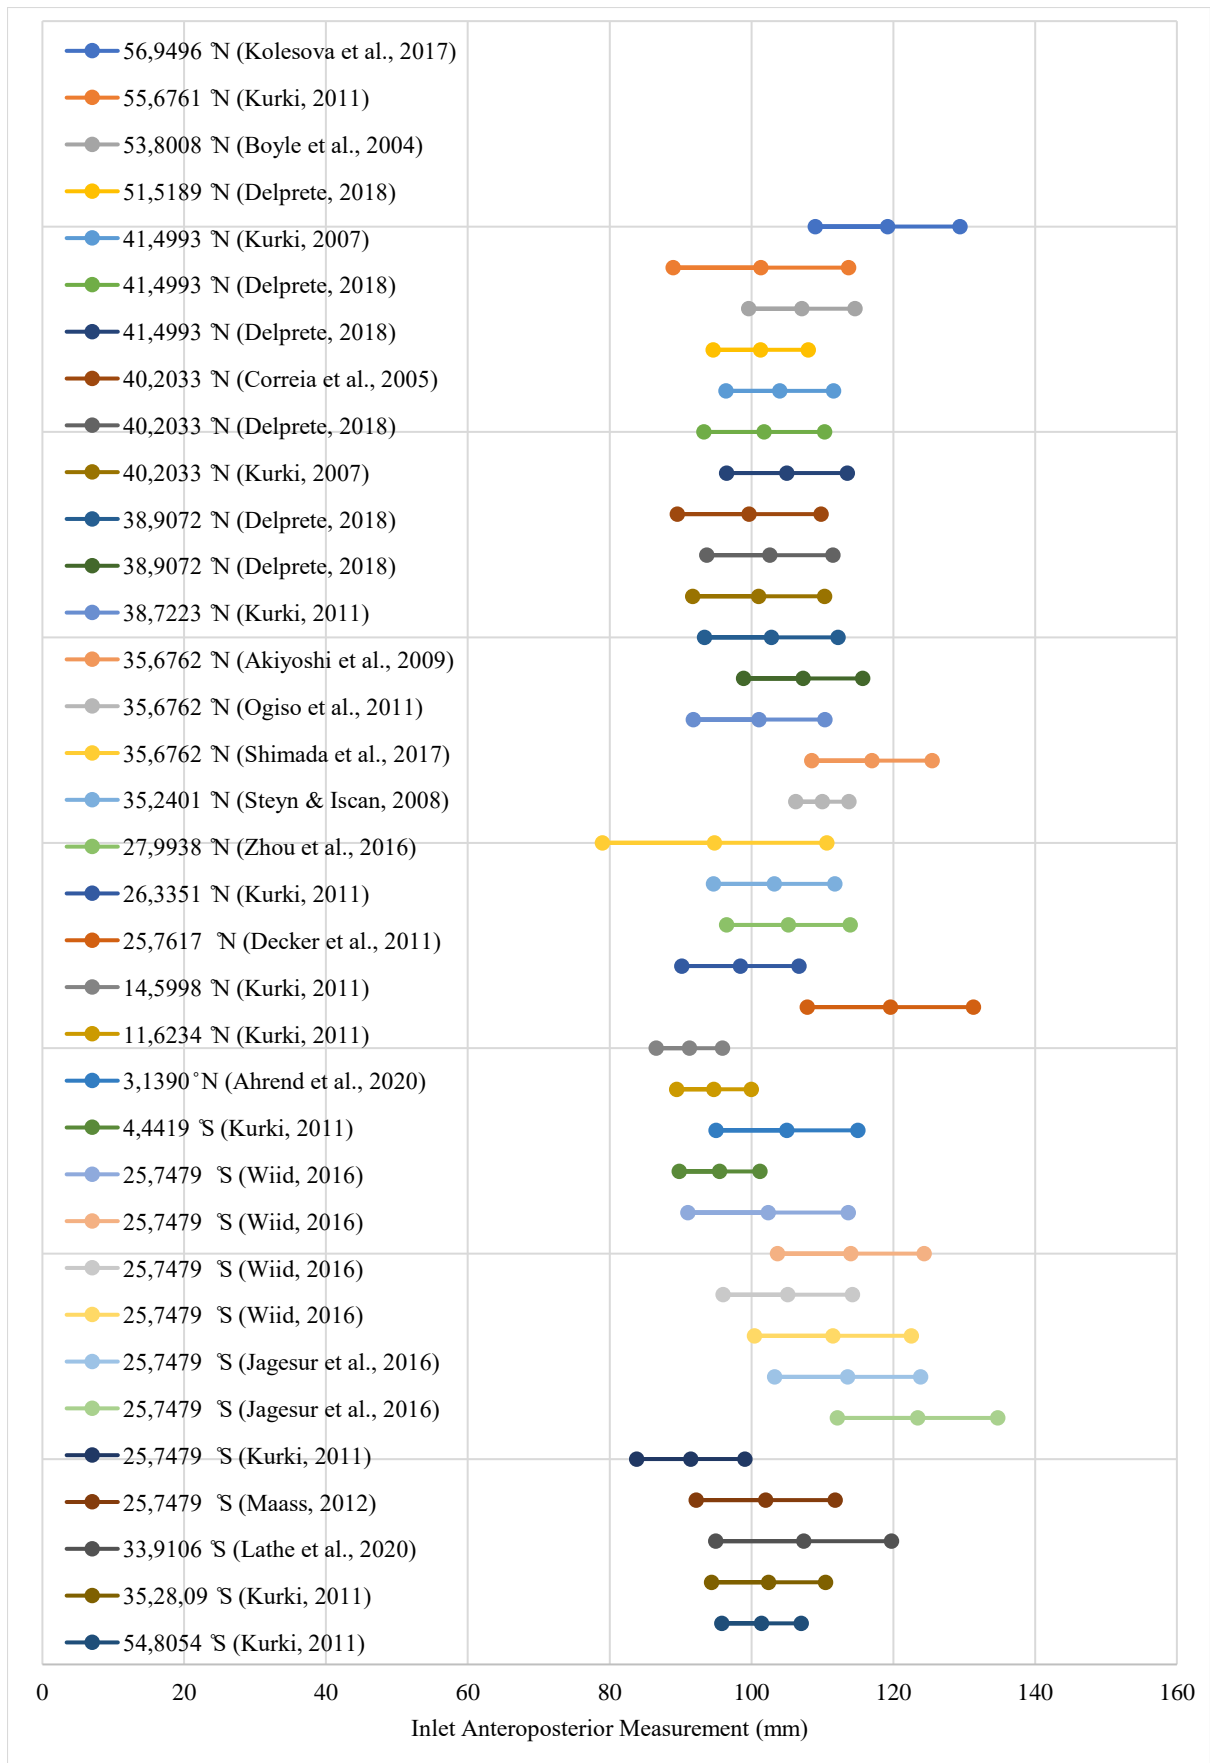 56,9496 °N (Kolesova et al., 2017)
55,6761 °N (Kurki, 2011)
53,8008 °N (Boyle et al., 2004)
51,5189 °N (Delprete, 2018)
41,4993 °N (Kurki, 2007)
41,4993 °N (Delprete, 2018)
41,4993 °N (Delprete, 2018)
40,2033 °N (Correia et al., 2005)
40,2033 °N (Delprete, 2018)
40,2033 °N (Kurki, 2007)
38,9072 °N (Delprete, 2018)
38,9072 °N (Delprete, 2018)
38,7223 °N (Kurki, 2011)
35,6762 °N (Akiyoshi et al., 2009)
35,6762 °N (Ogiso et al., 2011)
35,6762 °N (Shimada et al., 2017)
35,2401 °N (Steyn & Iscan, 2008)
27,9938 °N (Zhou et al., 2016)
26,3351 °N (Kurki, 2011)
25,7617 °N (Decker et al., 2011)
14,5998 °N (Kurki, 2011)
11,6234 °N (Kurki, 2011)
3,1390°N (Ahrend et al., 2020)
4,4419 °S (Kurki, 2011)
25,7479 °S (Wiid, 2016)
25,7479 °S (Wiid, 2016)
25,7479 °S (Wiid, 2016)
25,7479 °S (Wiid, 2016)
25,7479 °S (Jagesur et al., 2016)
25,7479 °S (Jagesur et al., 2016)
25,7479 °S (Kurki, 2011)
25,7479 °S (Maass, 2012)
33,9106 °S (Lathe et al., 2020)
35,28,09 °S (Kurki, 2011)
54,8054 °S (Kurki, 2011)
0 20 40 60 80 100 120 140 160
Inlet Anteroposterior Measurement (mm)